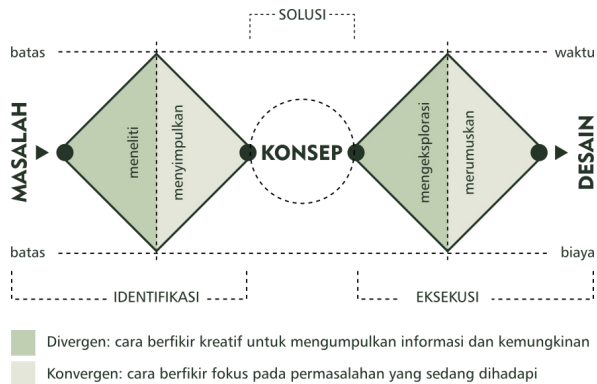 SOLUSI
batas
waktu
MASALAH
meneliti
menyimpulkan
KONSEP
mengeksplorasi
merumuskan
DESAIN
batas
biaya
IDENTIFIKASI
EKSEKUSI
Divergen: cara berfikir kreatif untuk mengumpulkan informasi dan kemungkinan
Konvergen: cara berfikir fokus pada permasalahan yang sedang dihadapi